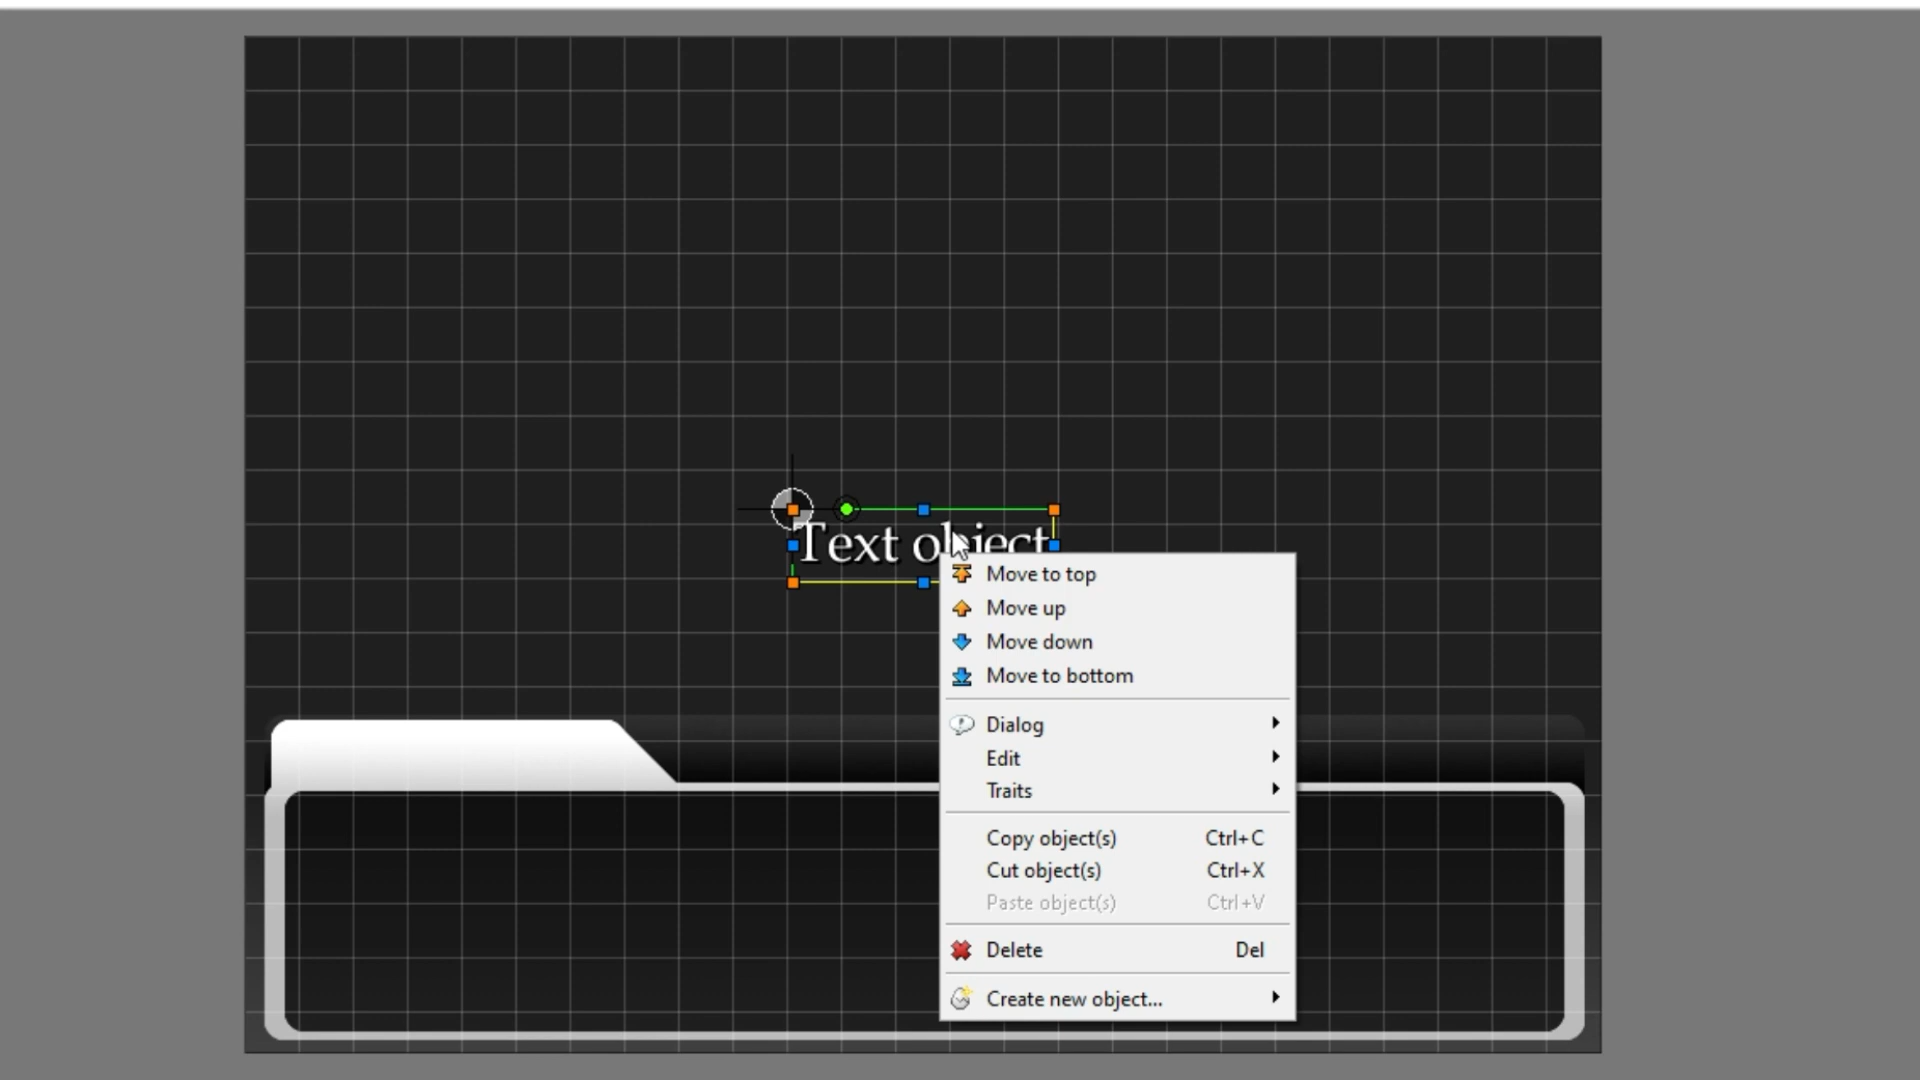 Text object
Move to top
Move up
Move down
Move to bottom
Dialog
Edit
Traits
Copy object(s) Ctrl+C
Cut object(s) Ctrl+X
Paste object(s) Ctrl+V
Delete Del
Create new object...